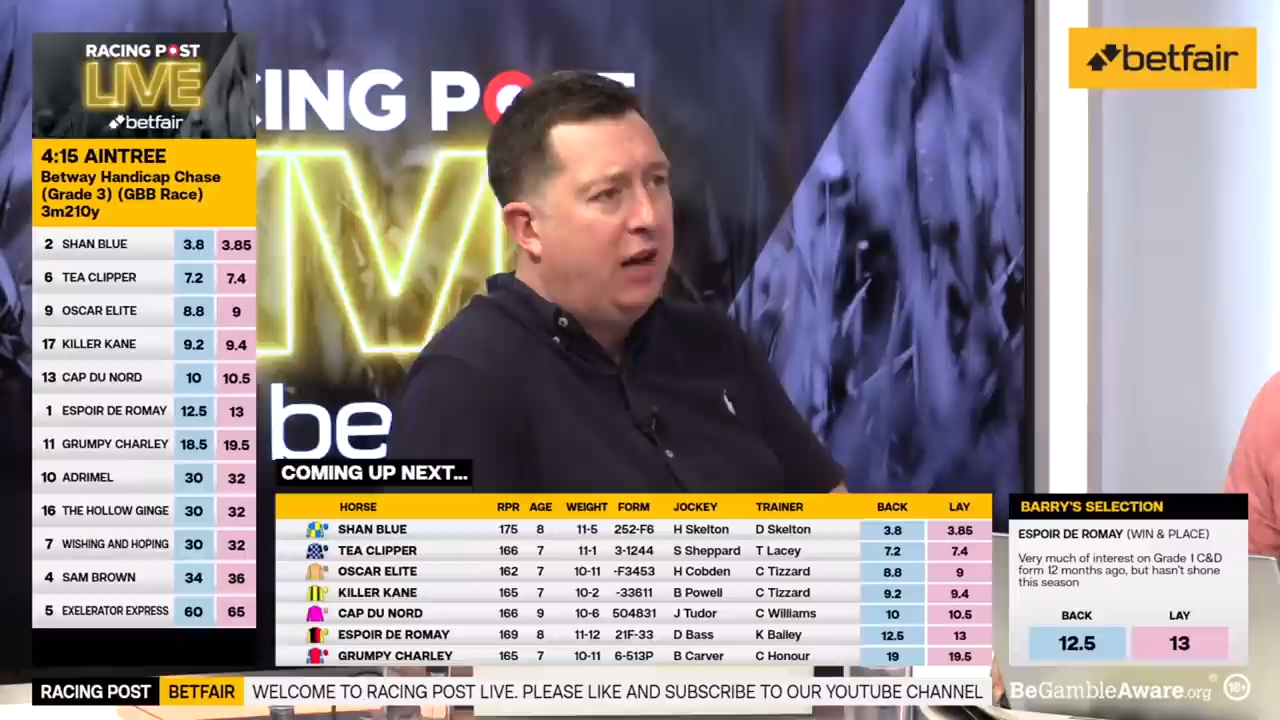 RACING POST
LIVE
betfair
4:15 AINTREE
Betway Handicap Chase
(Grade 3) (GBB Race)
3m210y
2 SHAN BLUE 3.8 3.85
6 TEA CLIPPER 7.2 7.4
9 OSCAR ELITE 8.8 9
17 KILLER KANE 9.2 9.4
13 CAP DU NORD 10 10.5
1 ESPOIR DE ROMAY 12.5 13
11 GRUMPY CHARLEY 18.5 19.5
10 ADRIMEL 30 32
16 THE HOLLOW GINGE 30 32
7 WISHING AND HOPING 30 32
4 SAM BROWN 34 36
5 EXELERATOR EXPRESS 60 65
CING P
be
betfair
COMING UP NEXT...
HORSE RPR AGE WEIGHT FORM JOCKEY TRAINER BACK LAY
SHAN BLUE 175 8 11-5 252-F6 H Skelton D Skelton 3.8 3.85
TEA CLIPPER 166 7 11-1 3-1244 S Sheppard T Lacey 7.2 7.4
OSCAR ELITE 162 7 10-11 -F3453 H Cobden C Tizzard 8.8 9
KILLER KANE 165 7 10-2 -33611 B Powell C Tizzard 9.2 9.4
CAP DU NORD 166 9 10-6 504831 J Tudor C Williams 10 10.5
ESPOIR DE ROMAY 169 8 11-12 21F-33 D Bass K Bailey 12.5 13
GRUMPY CHARLEY 165 7 10-11 6-513P B Carver C Honour 19 19.5
BARRY'S SELECTION
ESPOIR DE ROMAY (WIN & PLACE)
Very much of interest on Grade 1 C&D
form 12 months ago, but hasn't shone
this season
BACK LAY
12.5 13
RACING POST BETFAIR WELCOME TO RACING POST LIVE. PLEASE LIKE AND SUBSCRIBE TO OUR YOUTUBE CHANNEL
BeGambleAware.org® 18+